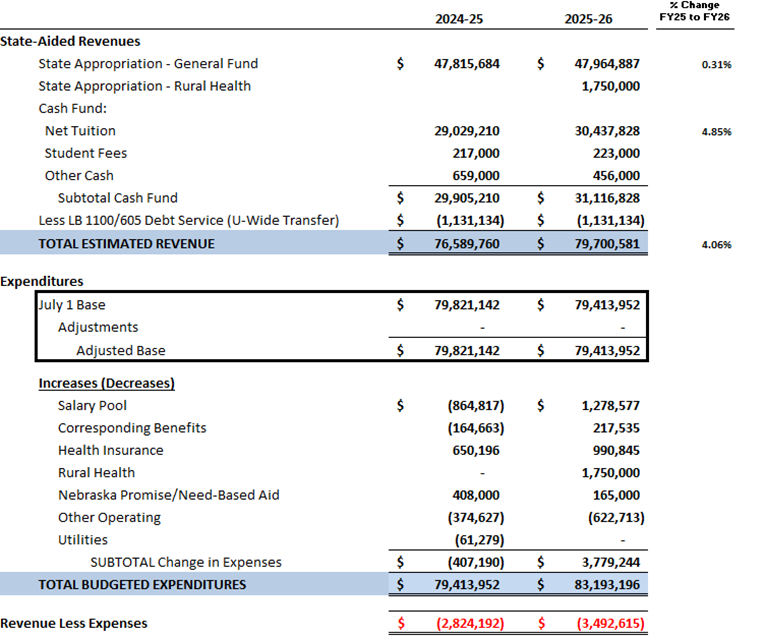 % Change
2024-25 2025-26 FY25 to FY26
State-Aided Revenues
State Appropriation - General Fund $ 47,815,684 $ 47,964,887 0.31%
State Appropriation - Rural Health 1,750,000
Cash Fund:
Net Tuition 29,029,210 30,437,828 4.85%
Student Fees 217,000 223,000
Other Cash 659,000 456,000
Subtotal Cash Fund $ 29,905,210 $ 31,116,828
Less LB 1100/605 Debt Service (U-Wide Transfer) $ (1,131,134) $ (1,131,134)
TOTAL ESTIMATED REVENUE $ 76,589,760 $ 79,700,581 4.06%
Expenditures
July 1 Base $ 79,821,142 $ 79,413,952
Adjustments - -
Adjusted Base $ 79,821,142 $ 79,413,952
Increases (Decreases)
Salary Pool $ (864,817) $ 1,278,577
Corresponding Benefits (164,663) 217,535
Health Insurance 650,196 990,845
Rural Health - 1,750,000
Nebraska Promise/Need-Based Aid 408,000 165,000
Other Operating (374,627) (622,713)
Utilities (61,279) -
SUBTOTAL Change in Expenses $ (407,190) $ 3,779,244
TOTAL BUDGETED EXPENDITURES $ 79,413,952 $ 83,193,196
Revenue Less Expenses $ (2,824,192) $ (3,492,615)